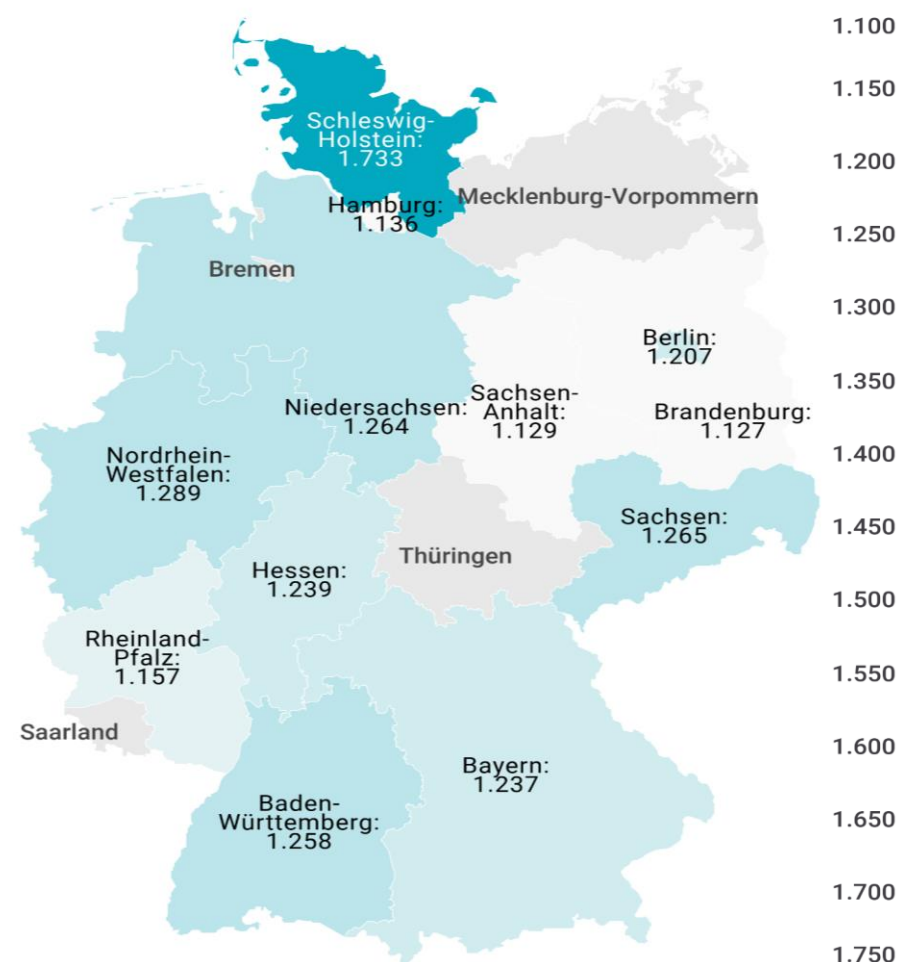 Schleswig-
Holstein:
1.733
Mecklenburg-Vorpommern
Hamburg:
1.136
Bremen
Berlin:
1.207
Niedersachsen:
1.264
Sachsen-
Anhalt:
1.129
Brandenburg:
1.127
Nordrhein-
Westfalen:
1.289
Sachsen:
1.265
Thüringen
Hessen:
1.239
Rheinland-
Pfalz:
1.157
Saarland
Bayern:
1.237
Baden-
Württemberg:
1.258
1.100
1.150
1.200
1.250
1.300
1.350
1.400
1.450
1.500
1.550
1.600
1.650
1.700
1.750